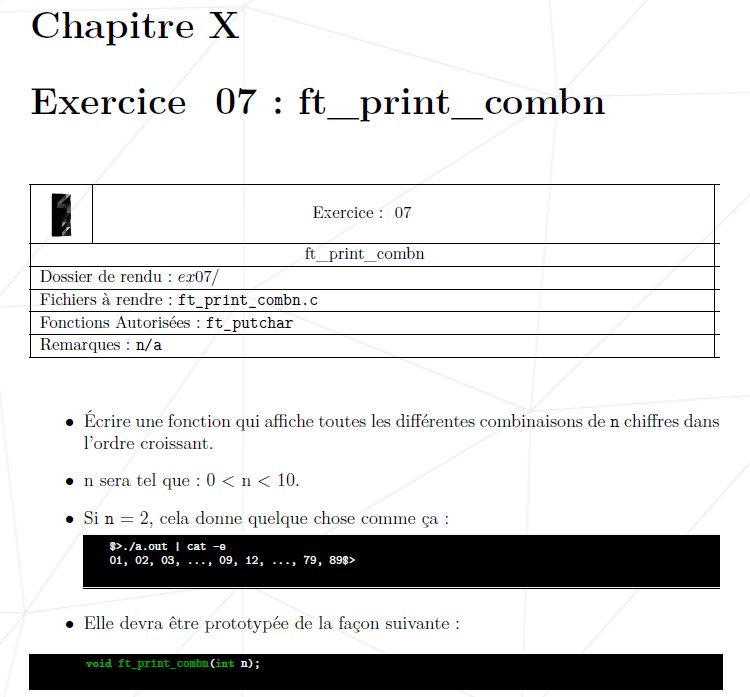 Chapitre X
Exercice 07 : ft_print_combn
Exercice : 07
ft_print_combn
Dossier de rendu : ex07/
Fichiers à rendre : ft_print_combn.c
Fonctions Autorisées : ft_putchar
Remarques : n/a
• Écrire une fonction qui affiche toutes les différentes combinaisons de n chiffres dans
l'ordre croissant.
• n sera tel que : 0 < n < 10.
• Si n = 2, cela donne quelque chose comme ça :
$>./a.out | cat -e
01, 02, 03, ..., 09, 12, ..., 79, 89$>
• Elle devra être prototypée de la façon suivante :
void ft_print_combn(int n);